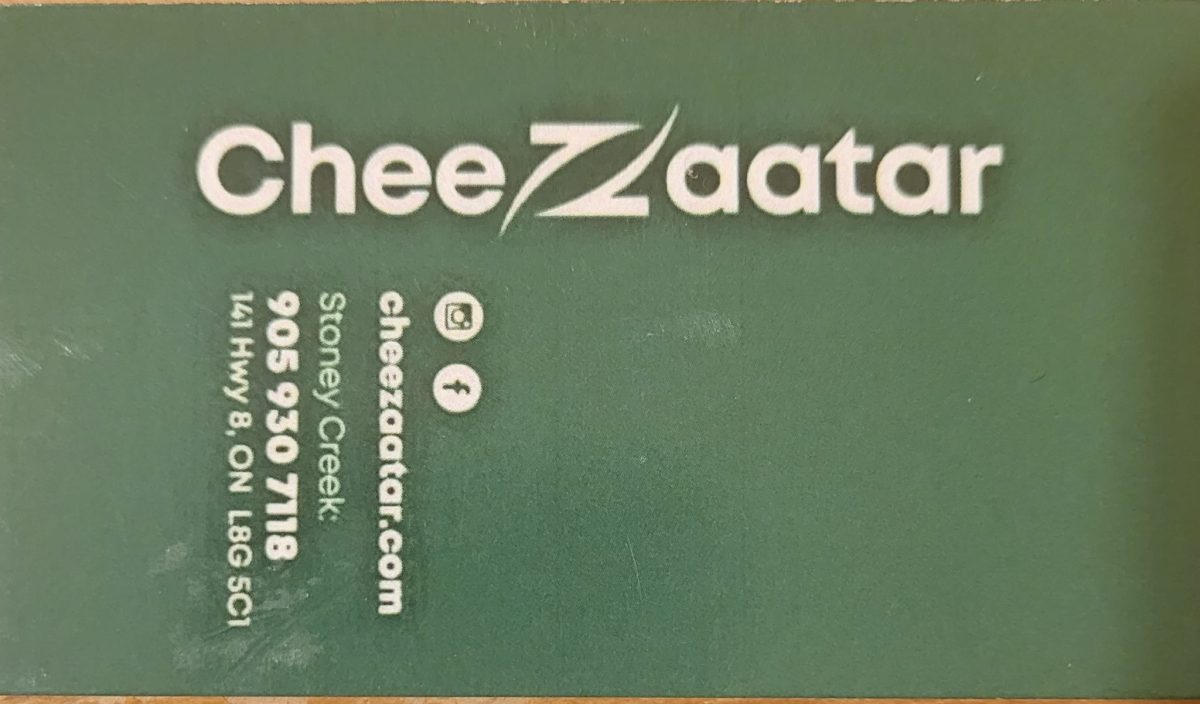 CheeZaatar
cheezaatar.com
Stoney Creek:
905 930 7118
141 Hwy 8, ON L8G 5C1